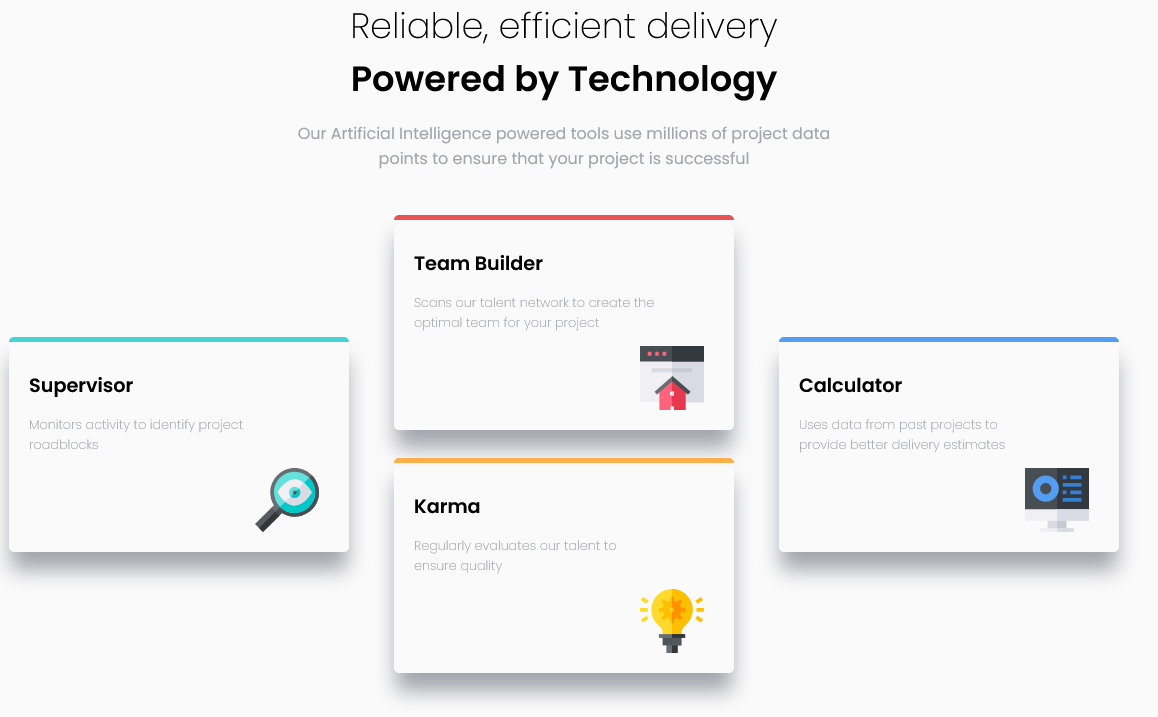 Reliable, efficient delivery
Powered by Technology
Our Artificial Intelligence powered tools use millions of project data
points to ensure that your project is successful
Supervisor
Monitors activity to identify project
roadblocks
Team Builder
Scans our talent network to create the
optimal team for your project
Karma
Regularly evaluates our talent to
ensure quality
Calculator
Uses data from past projects to
provide better delivery estimates